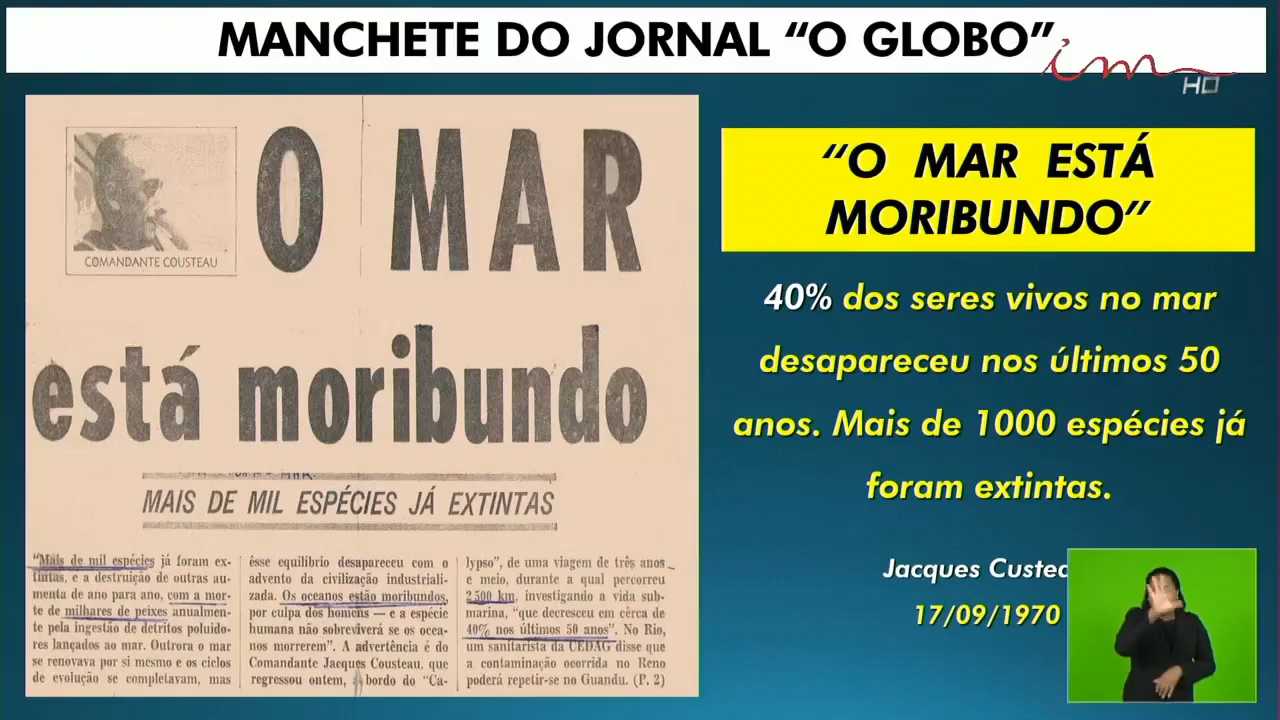 MANCHETE DO JORNAL “O GLOBO”
im
HD
COMANDANTE COUSTEAU
O MAR
está moribundo
MAIS DE MIL ESPÉCIES JÁ EXTINTAS
“Mais de mil espécies já foram ex-
tintas, e a destruição de outras au-
menta de ano para ano, com a mor-
te de milhares de peixes anualmen-
te pela ingestão de detritos poluido-
res lançados ao mar. Outrora o mar
se renovava por si mesmo e os ciclos
de evolução se completavam, mas
êsse equilíbrio desapareceu com o
advento da civilização industriali-
zada. Os oceanos estão moribundos,
por culpa dos homens — e a espécie
humana não sobreviverá se os ocea-
nos morrerem”. A advertência é do
Comandante Jacques Cousteau, que
regressou ontem, a bordo do “Ca-
lypso”, de uma viagem de três anos
e meio, durante a qual percorreu
2.500 km, investigando a vida sub-
marina, “que decresceu em cêrca de
40% nos últimos 50 anos”. No Rio,
um sanitarista da CEDAG disse que
a contaminação ocorrida no Reno
poderá repetir-se no Guandu. (P. 2)
“O MAR ESTÁ
MORIBUNDO”
40% dos seres vivos no mar
desapareceu nos últimos 50
anos. Mais de 1000 espécies já
foram extintas.
Jacques Custea
17/09/1970